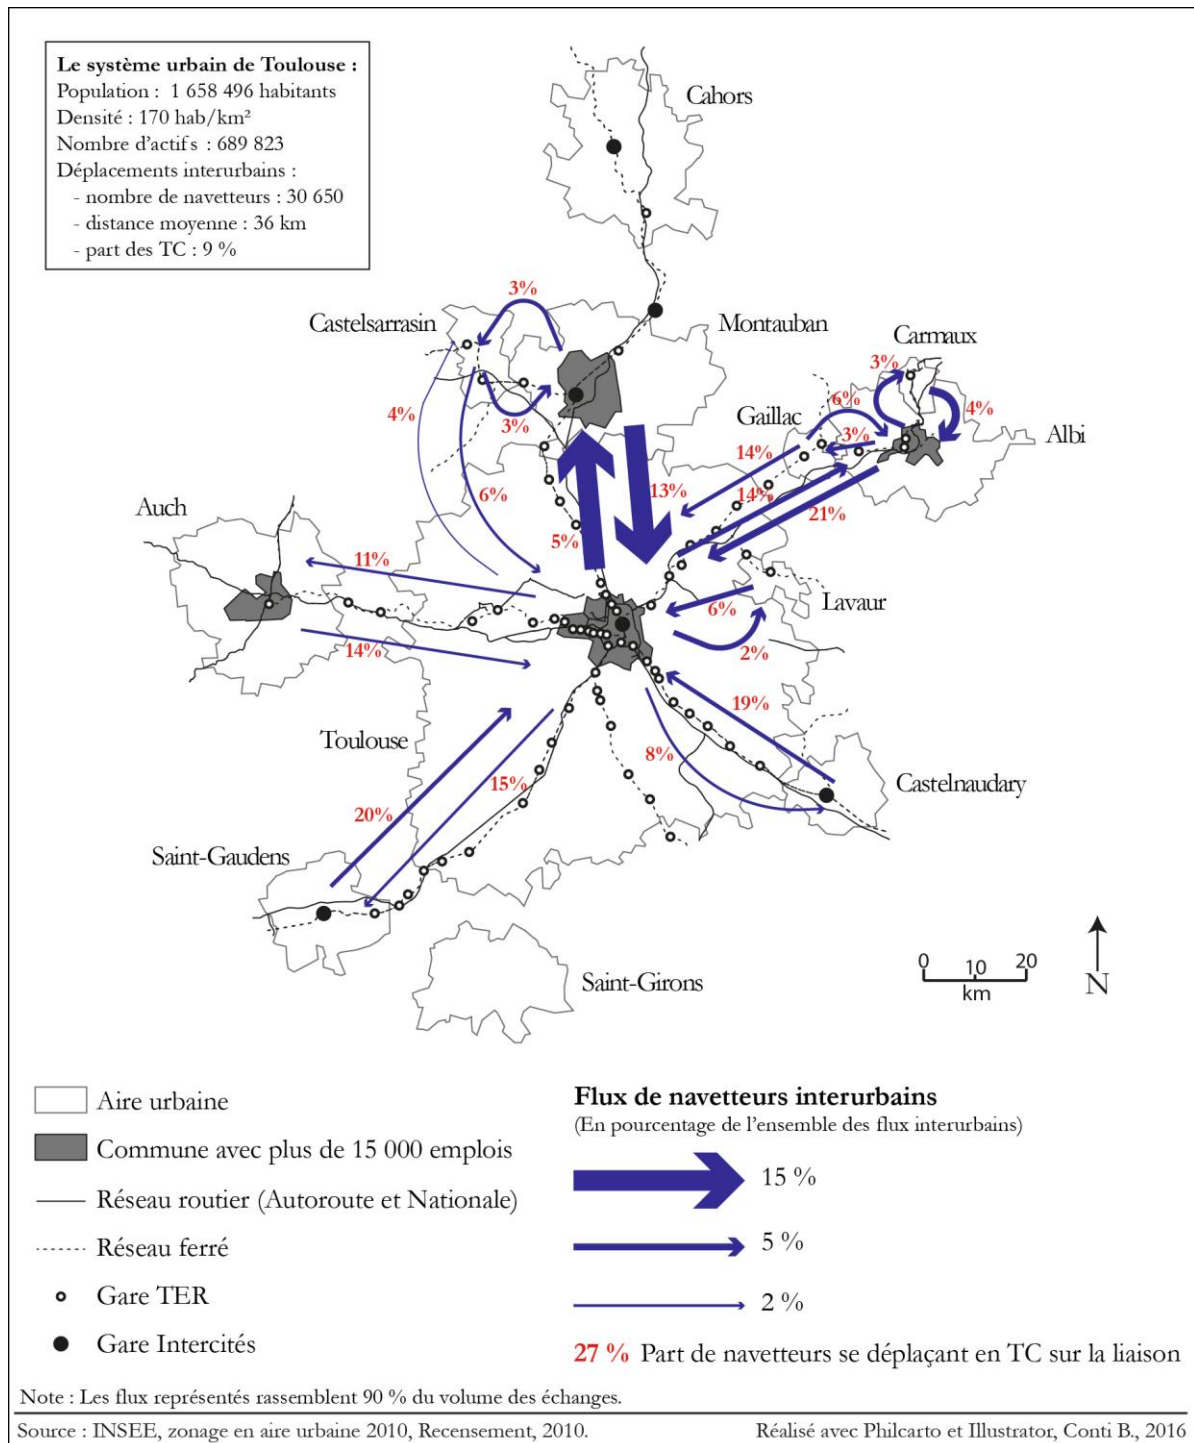 Le système urbain de Toulouse :
Population : 1 658 496 habitants
Densité : 170 hab/km²
Nombre d'actifs : 689 823
Déplacements interurbains :
- nombre de navetteurs : 30 650
- distance moyenne : 36 km
- part des TC : 9 %
Cahors
3%
Castelsarrasin
Montauban
Carmaux
3%
6%
4%
Gaillac
4%
3%
3%
Albi
14%
14%
13%
6%
21%
Auch
5%
11%
Lavaur
6%
14%
2%
19%
Toulouse
8%
15%
Castelnaudary
20%
Saint-Gaudens
Saint-Girons
0 10 20
km
N
Aire urbaine
Commune avec plus de 15 000 emplois
Réseau routier (Autoroute et Nationale)
Réseau ferré
Gare TER
Gare Intercités
Flux de navetteurs interurbains
(En pourcentage de l'ensemble des flux interurbains)
15 %
5 %
2 %
27 % Part de navetteurs se déplaçant en TC sur la liaison
Note : Les flux représentés rassemblent 90 % du volume des échanges.
Source : INSEE, zonage en aire urbaine 2010, Recensement, 2010.
Réalisé avec Philcarto et Illustrator, Conti B., 2016